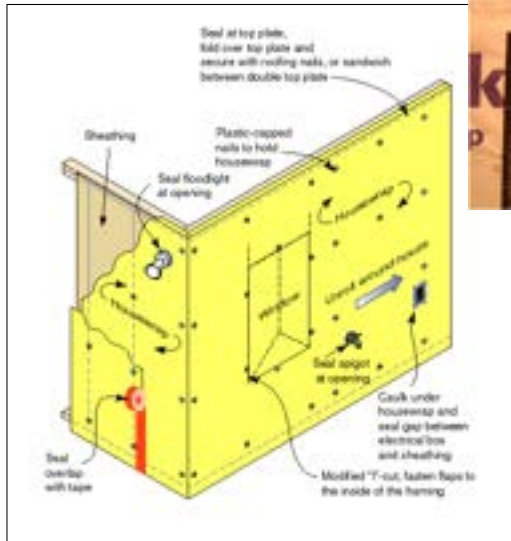 Seal at top plate,
fold over top plate and
secure with roofing nails, or sandwich
between double top plate
Sheathing
Plastic-capped
nails to hold
housewrap
Seal floodlight
at opening
Housewrap
Housewrap
Window
Unroll around house
Seal spigot
at opening
Caulk under
housewrap and
seal gap between
electrical box
and sheathing
Seal
overlap
with tape
Modified "Y"-cut, fasten flaps to
the inside of the framing
k
p